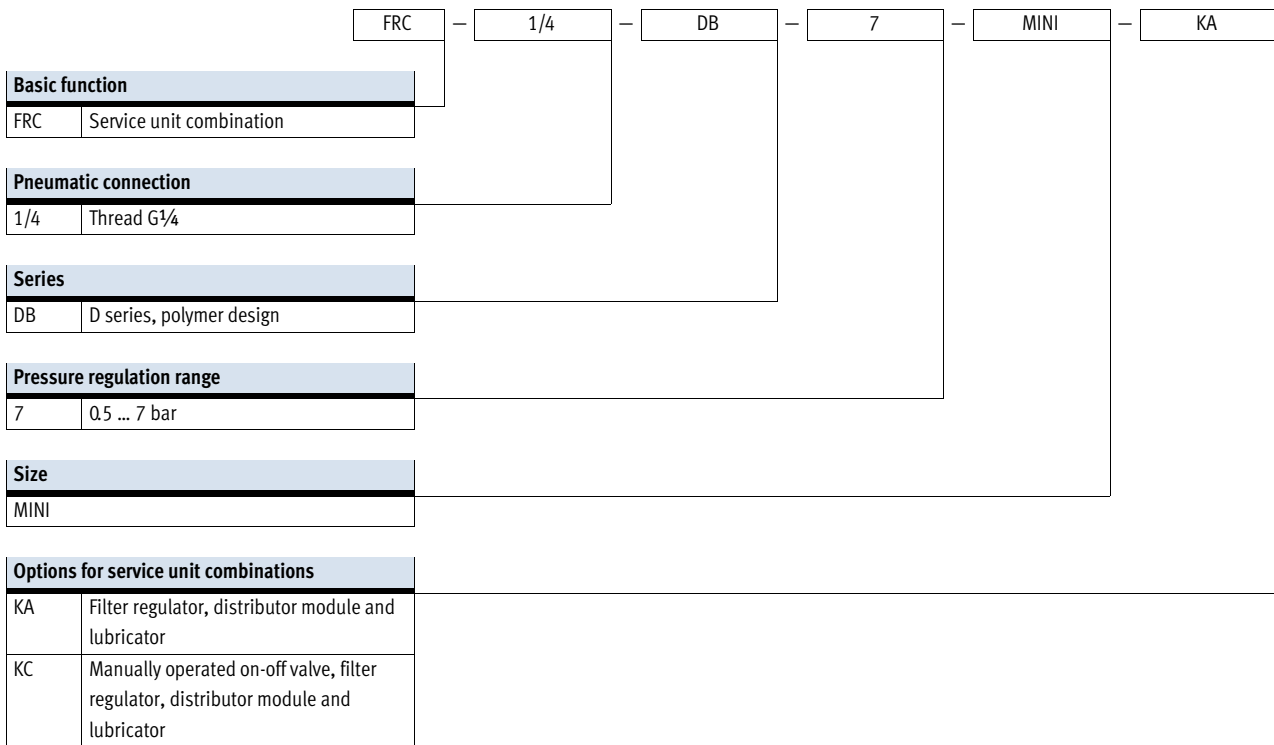 FRC – 1/4 – DB – 7 – MINI – KA
Basic function
FRC Service unit combination
Pneumatic connection
1/4 Thread G¼
Series
DB D series, polymer design
Pressure regulation range
7 0.5 ... 7 bar
Size
MINI
Options for service unit combinations
KA Filter regulator, distributor module and
lubricator
KC Manually operated on-off valve, filter
regulator, distributor module and
lubricator